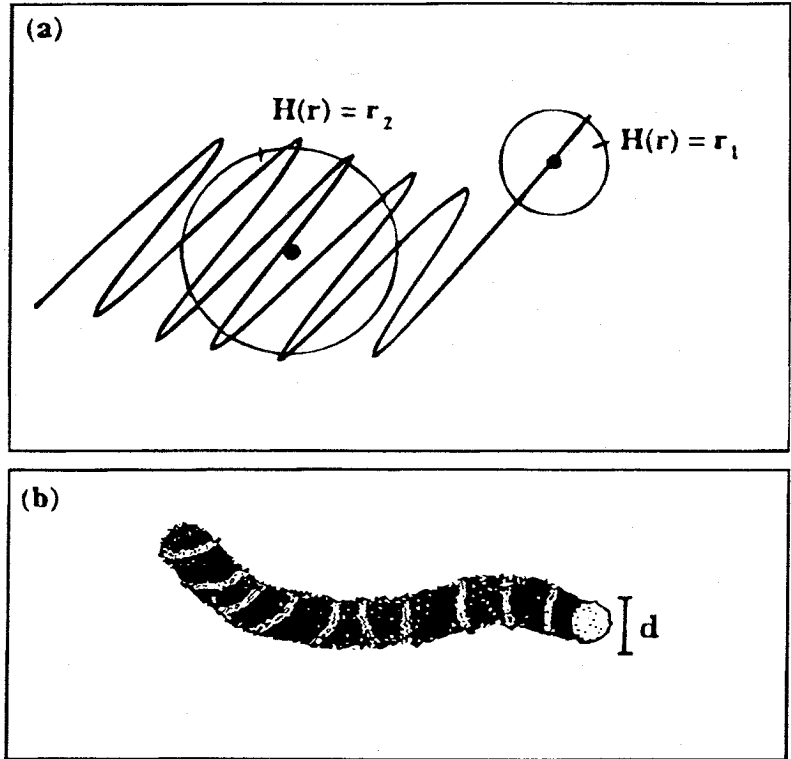 (a)
H(r) = r₂
H(r) = r₁
(b)
d